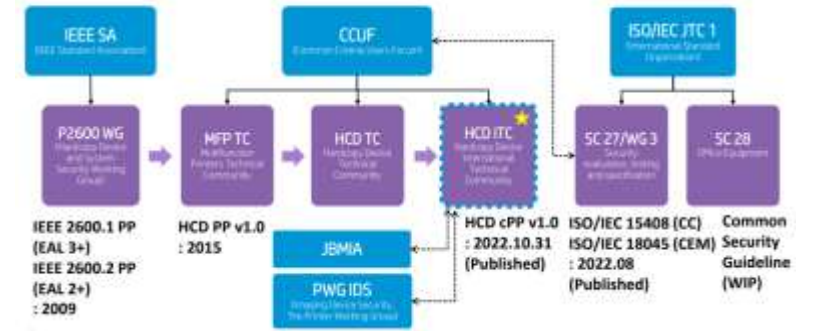 IEEE SA
(IEEE Standard Association)
CCUF
(Common Criteria Users Forum)
ISO/IEC JTC 1
(International Standard
Organization)
P2600 WG
(Hardcopy Device
and System
Security Working
Group)
MFP TC
Multifunction
Printers Technical
Community
HCD TC
Hardcopy Device
Technical
Community
HCD iTC
Hardcopy Device
International
Technical
Community
SC 27/WG 3
Security
evaluation, testing
and specification
SC 28
Office Equipment
IEEE 2600.1 PP
(EAL 3+)
IEEE 2600.2 PP
(EAL 2+)
: 2009
HCD PP v1.0
: 2015
JBMIA
PWG IDS
(Imaging Device Security,
The Printer Working Group)
HCD cPP v1.0
: 2022.10.31
(Published)
ISO/IEC 15408 (CC)
ISO/IEC 18045 (CEM)
: 2022.08
(Published)
Common
Security
Guideline
(WIP)